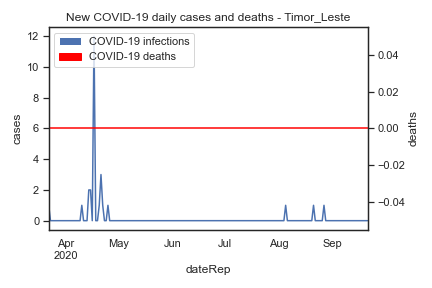 New COVID-19 daily cases and deaths - Timor_Leste
COVID-19 infections
COVID-19 deaths
12
10
8
6
4
2
0
cases
0.04
0.02
0.00
−0.02
−0.04
deaths
Apr May Jun Jul Aug Sep
2020
dateRep